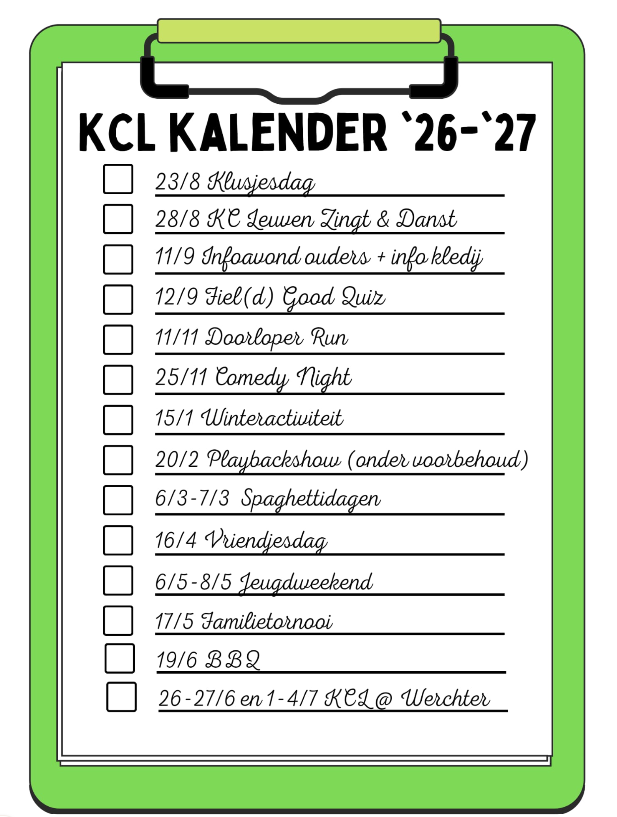 KCL KALENDER `26-`27
23/8 Klusjesdag
28/8 KC Leuven Zingt & Danst
11/9 Infoavond ouders + info kledij
12/9 Fiel(d) Good Quiz
11/11 Doorloper Run
25/11 Comedy Night
15/1 Winteractiviteit
20/2 Playbackshow (onder voorbehoud)
6/3-7/3 Spaghettidagen
16/4 Vriendjesdag
6/5-8/5 Jeugdweekend
17/5 Familietornooi
19/6 BBQ
26-27/6 en 1-4/7 KCL@ Werchter